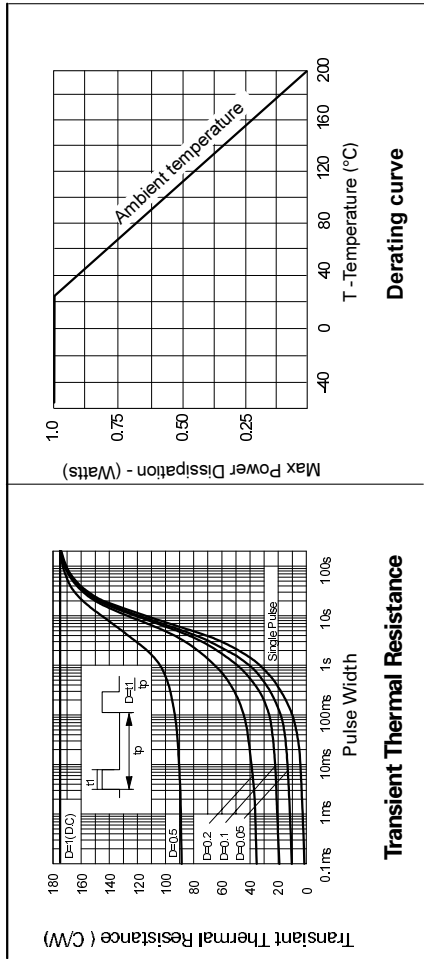 Transiant Thermal Resistance ( C/W)
180
160
140
120
100
80
60
40
20
0
D=1(D.C)
t1
tp
D=t1
tp
D=0.5
D=0.2
D=0.1
D=0.05
Single Pulse
0.1ms
1ms
10ms
100ms
1s
10s
100s
Pulse Width
Transient Thermal Resistance
Max Power Dissipation - (Watts)
1.0
0.75
0.50
0.25
Ambient temperature
-40
0
40
80
120
160
200
T -Temperature (°C)
Derating curve